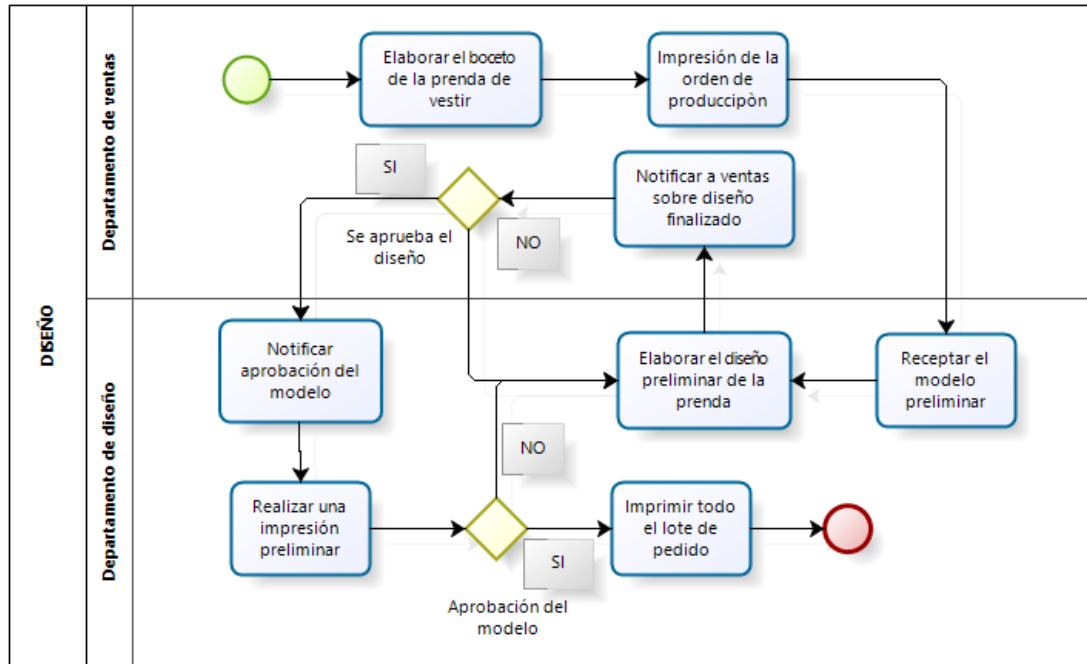 DISEÑO
Departamento de ventas
Elaborar el boceto
de la prenda de
vestir
Impresión de la
orden de
produccipòn
SI
Se aprueba el
diseño
NO
Notificar a ventas
sobre diseño
finalizado
Departamento de diseño
Notificar
aprobación del
modelo
Elaborar el diseño
preliminar de la
prenda
Receptar el
modelo
preliminar
NO
Realizar una
impresión
preliminar
Imprimir todo
el lote de
pedido
SI
Aprobación del
modelo